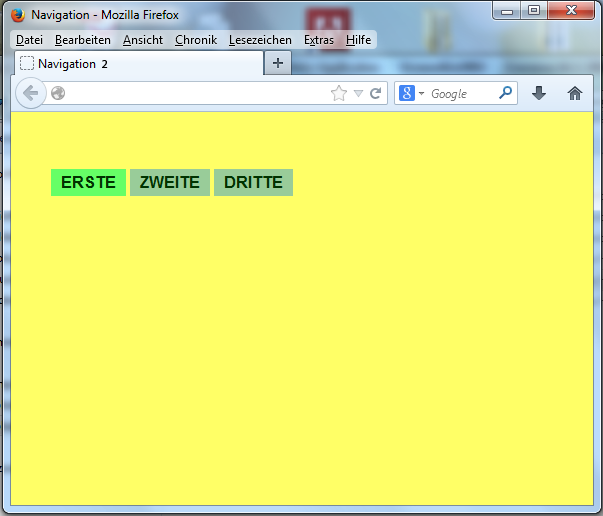 Navigation - Mozilla Firefox
Datei Bearbeiten Ansicht Chronik Lesezeichen Extras Hilfe
Navigation 2
Google
ERSTE ZWEITE DRITTE